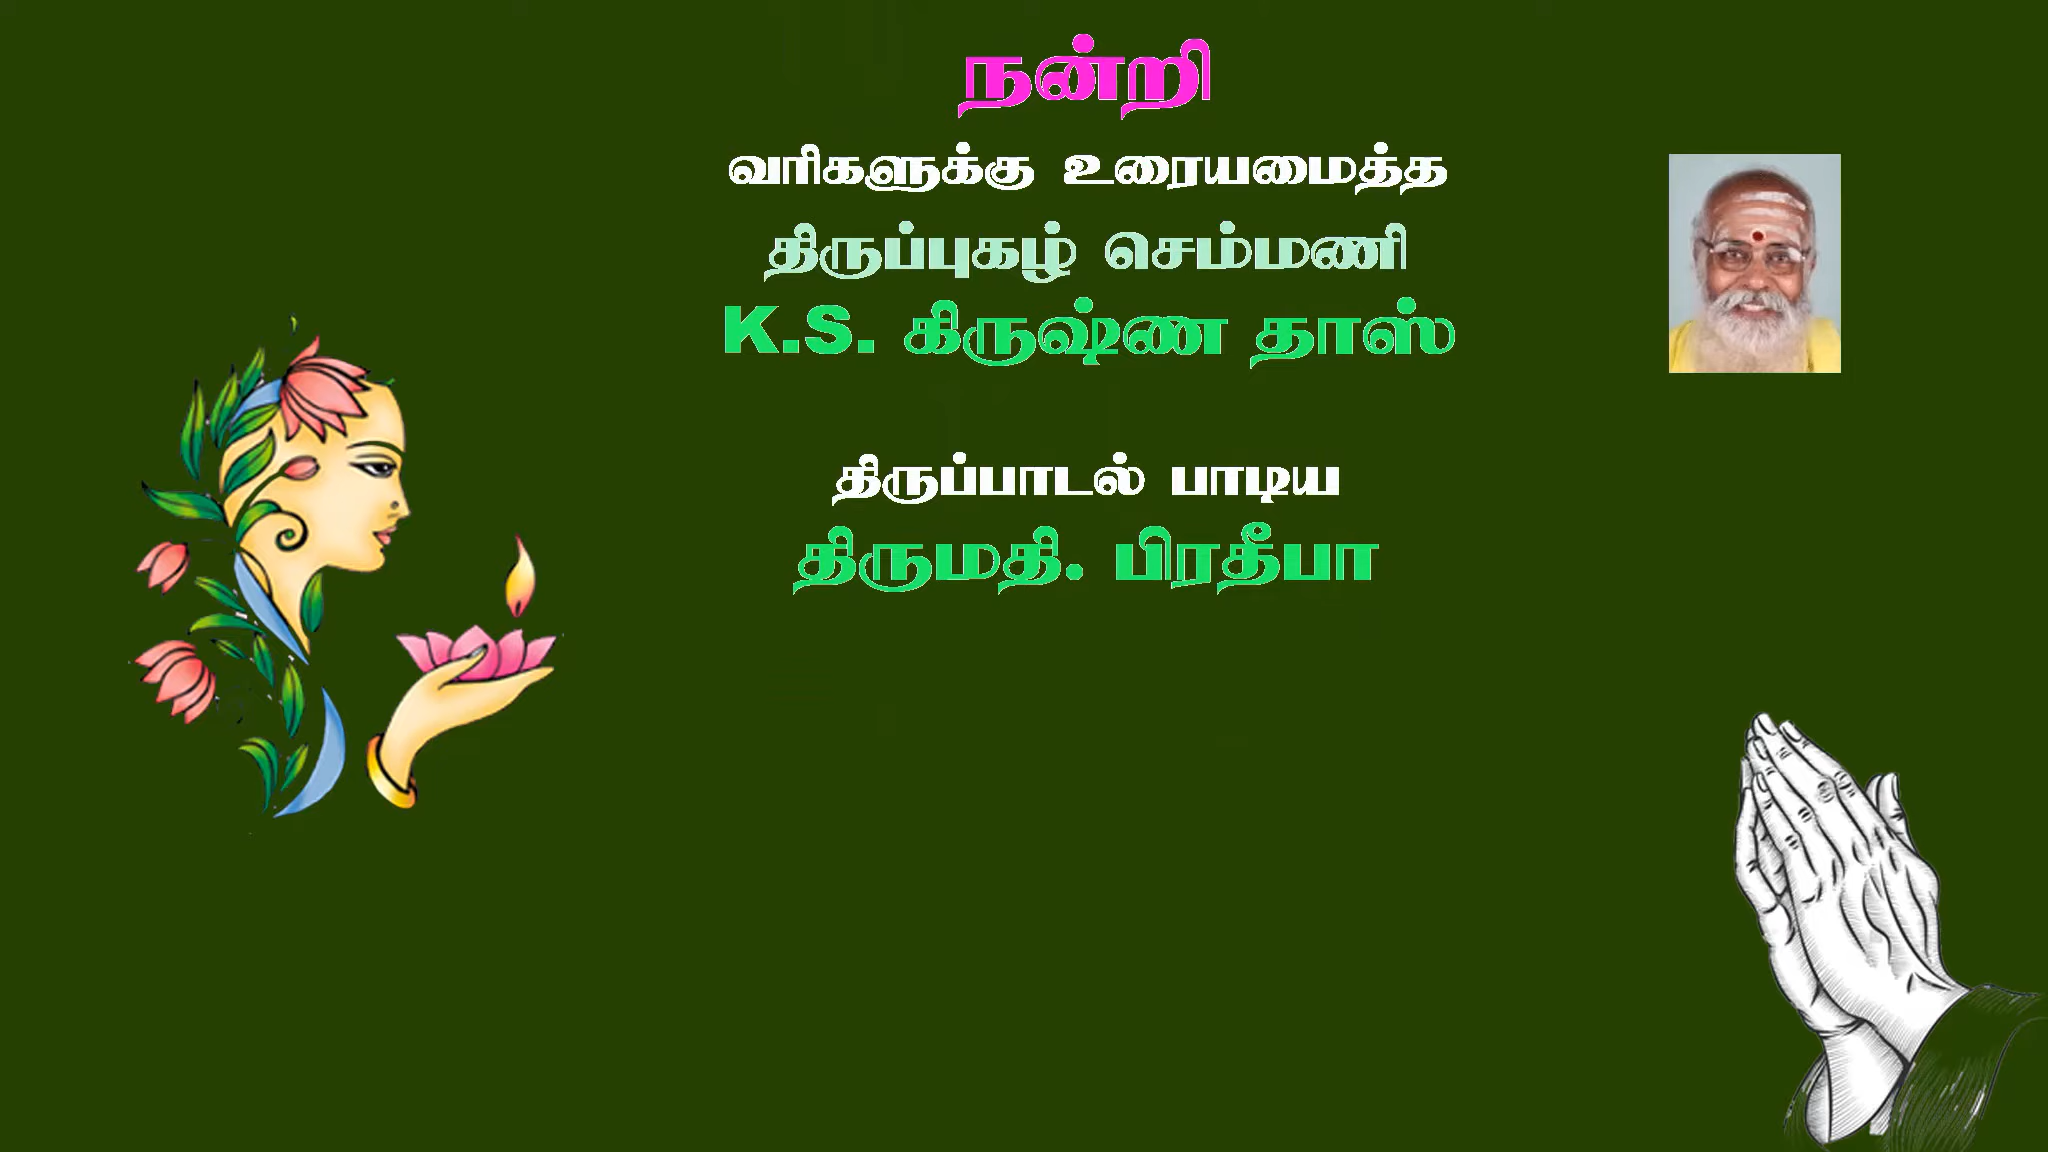 நன்றி
வரிகளுக்கு உரையமைத்த
திருப்புகழ் செம்மணி
K.S. கிருஷ்ண தாஸ்
திருப்பாடல் பாடிய
திருமதி. பிரதீபா